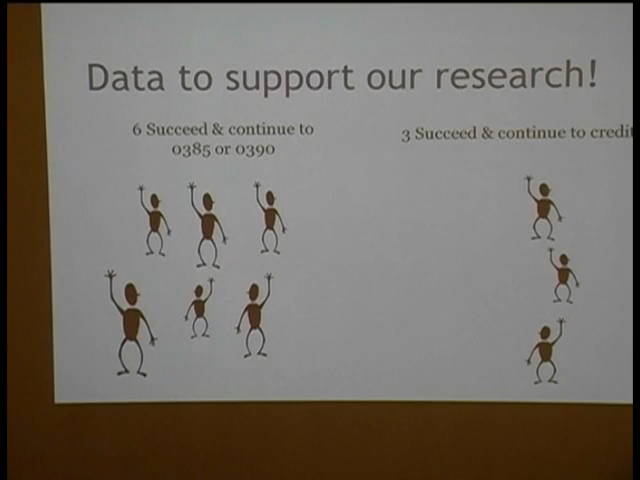 Data to support our research!
6 Succeed & continue to
0385 or 0390
3 Succeed & continue to credit